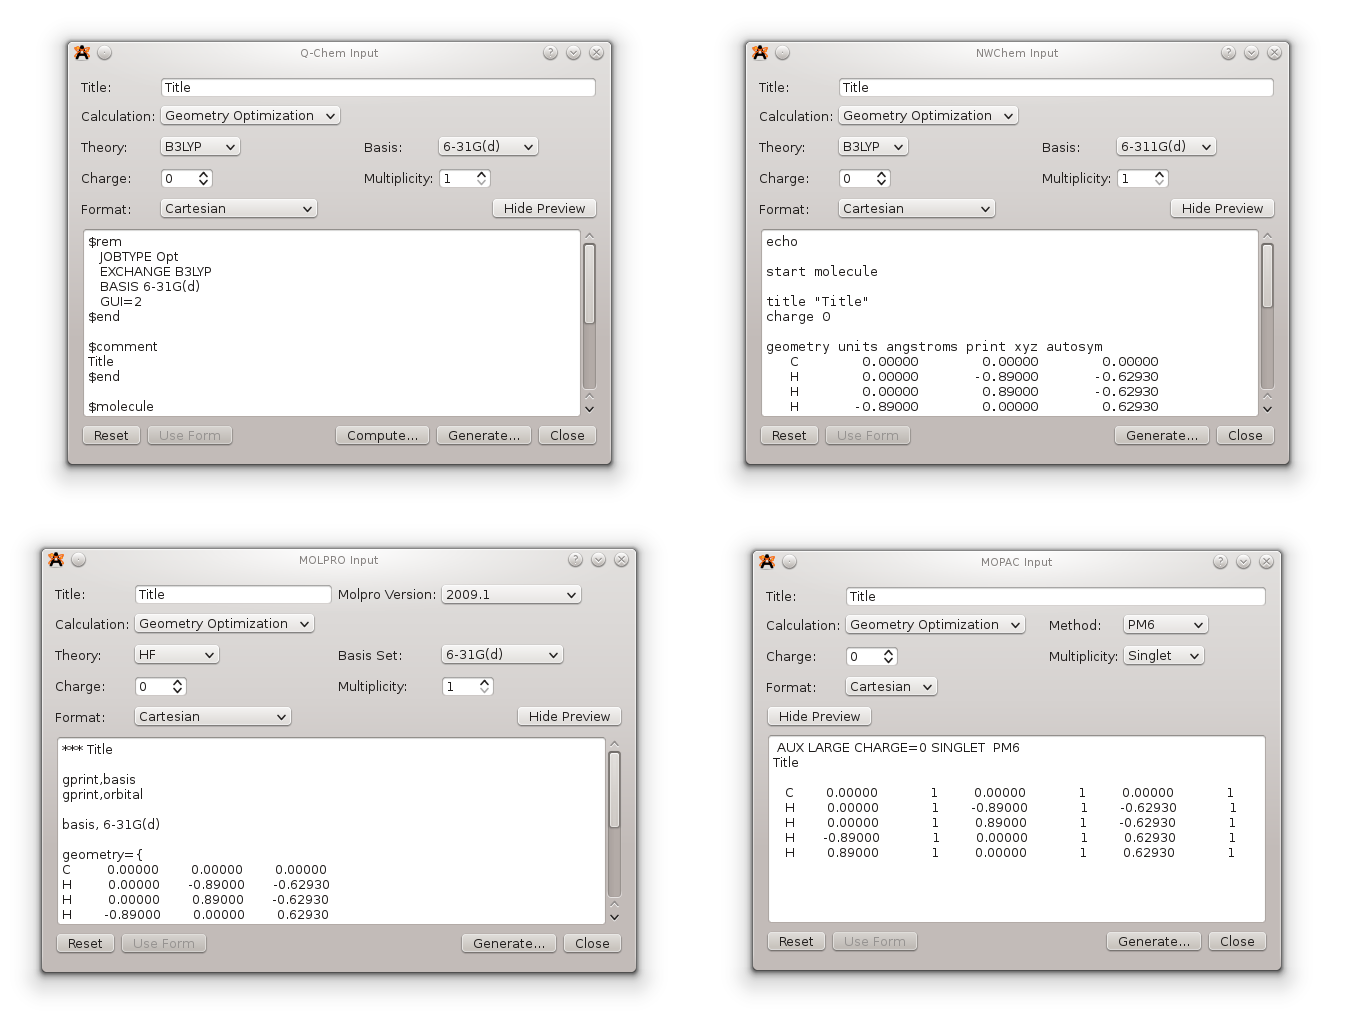 Q-Chem Input
Title: Title
Calculation: Geometry Optimization
Theory: B3LYP Basis: 6-31G(d)
Charge: 0 Multiplicity: 1
Format: Cartesian Hide Preview
$rem
JOBTYPE Opt
EXCHANGE B3LYP
BASIS 6-31G(d)
GUI=2
$end
$comment
Title
$end
$molecule
Reset Use Form Compute... Generate... Close
NWChem Input
Title: Title
Calculation: Geometry Optimization
Theory: B3LYP Basis: 6-311G(d)
Charge: 0 Multiplicity: 1
Format: Cartesian Hide Preview
echo
start molecule
title "Title"
charge 0
geometry units angstroms print xyz autosym
C 0.00000 0.00000 0.00000
H 0.00000 -0.89000 -0.62930
H 0.00000 0.89000 -0.62930
H -0.89000 0.00000 0.62930
Reset Use Form Generate... Close
MOLPRO Input
Title: Title Molpro Version: 2009.1
Calculation: Geometry Optimization
Theory: HF Basis Set: 6-31G(d)
Charge: 0 Multiplicity: 1
Format: Cartesian Hide Preview
*** Title
gprint,basis
gprint,orbital
basis, 6-31G(d)
geometry={
C 0.00000 0.00000 0.00000
H 0.00000 -0.89000 -0.62930
H 0.00000 0.89000 -0.62930
H -0.89000 0.00000 0.62930
Reset Use Form Generate... Close
MOPAC Input
Title: Title
Calculation: Geometry Optimization Method: PM6
Charge: 0 Multiplicity: Singlet
Format: Cartesian
Hide Preview
AUX LARGE CHARGE=0 SINGLET PM6
Title
C 0.00000 1 0.00000 1 0.00000 1
H 0.00000 1 -0.89000 1 -0.62930 1
H 0.00000 1 0.89000 1 -0.62930 1
H -0.89000 1 0.00000 1 0.62930 1
H 0.89000 1 0.00000 1 0.62930 1
Reset Use Form Generate... Close